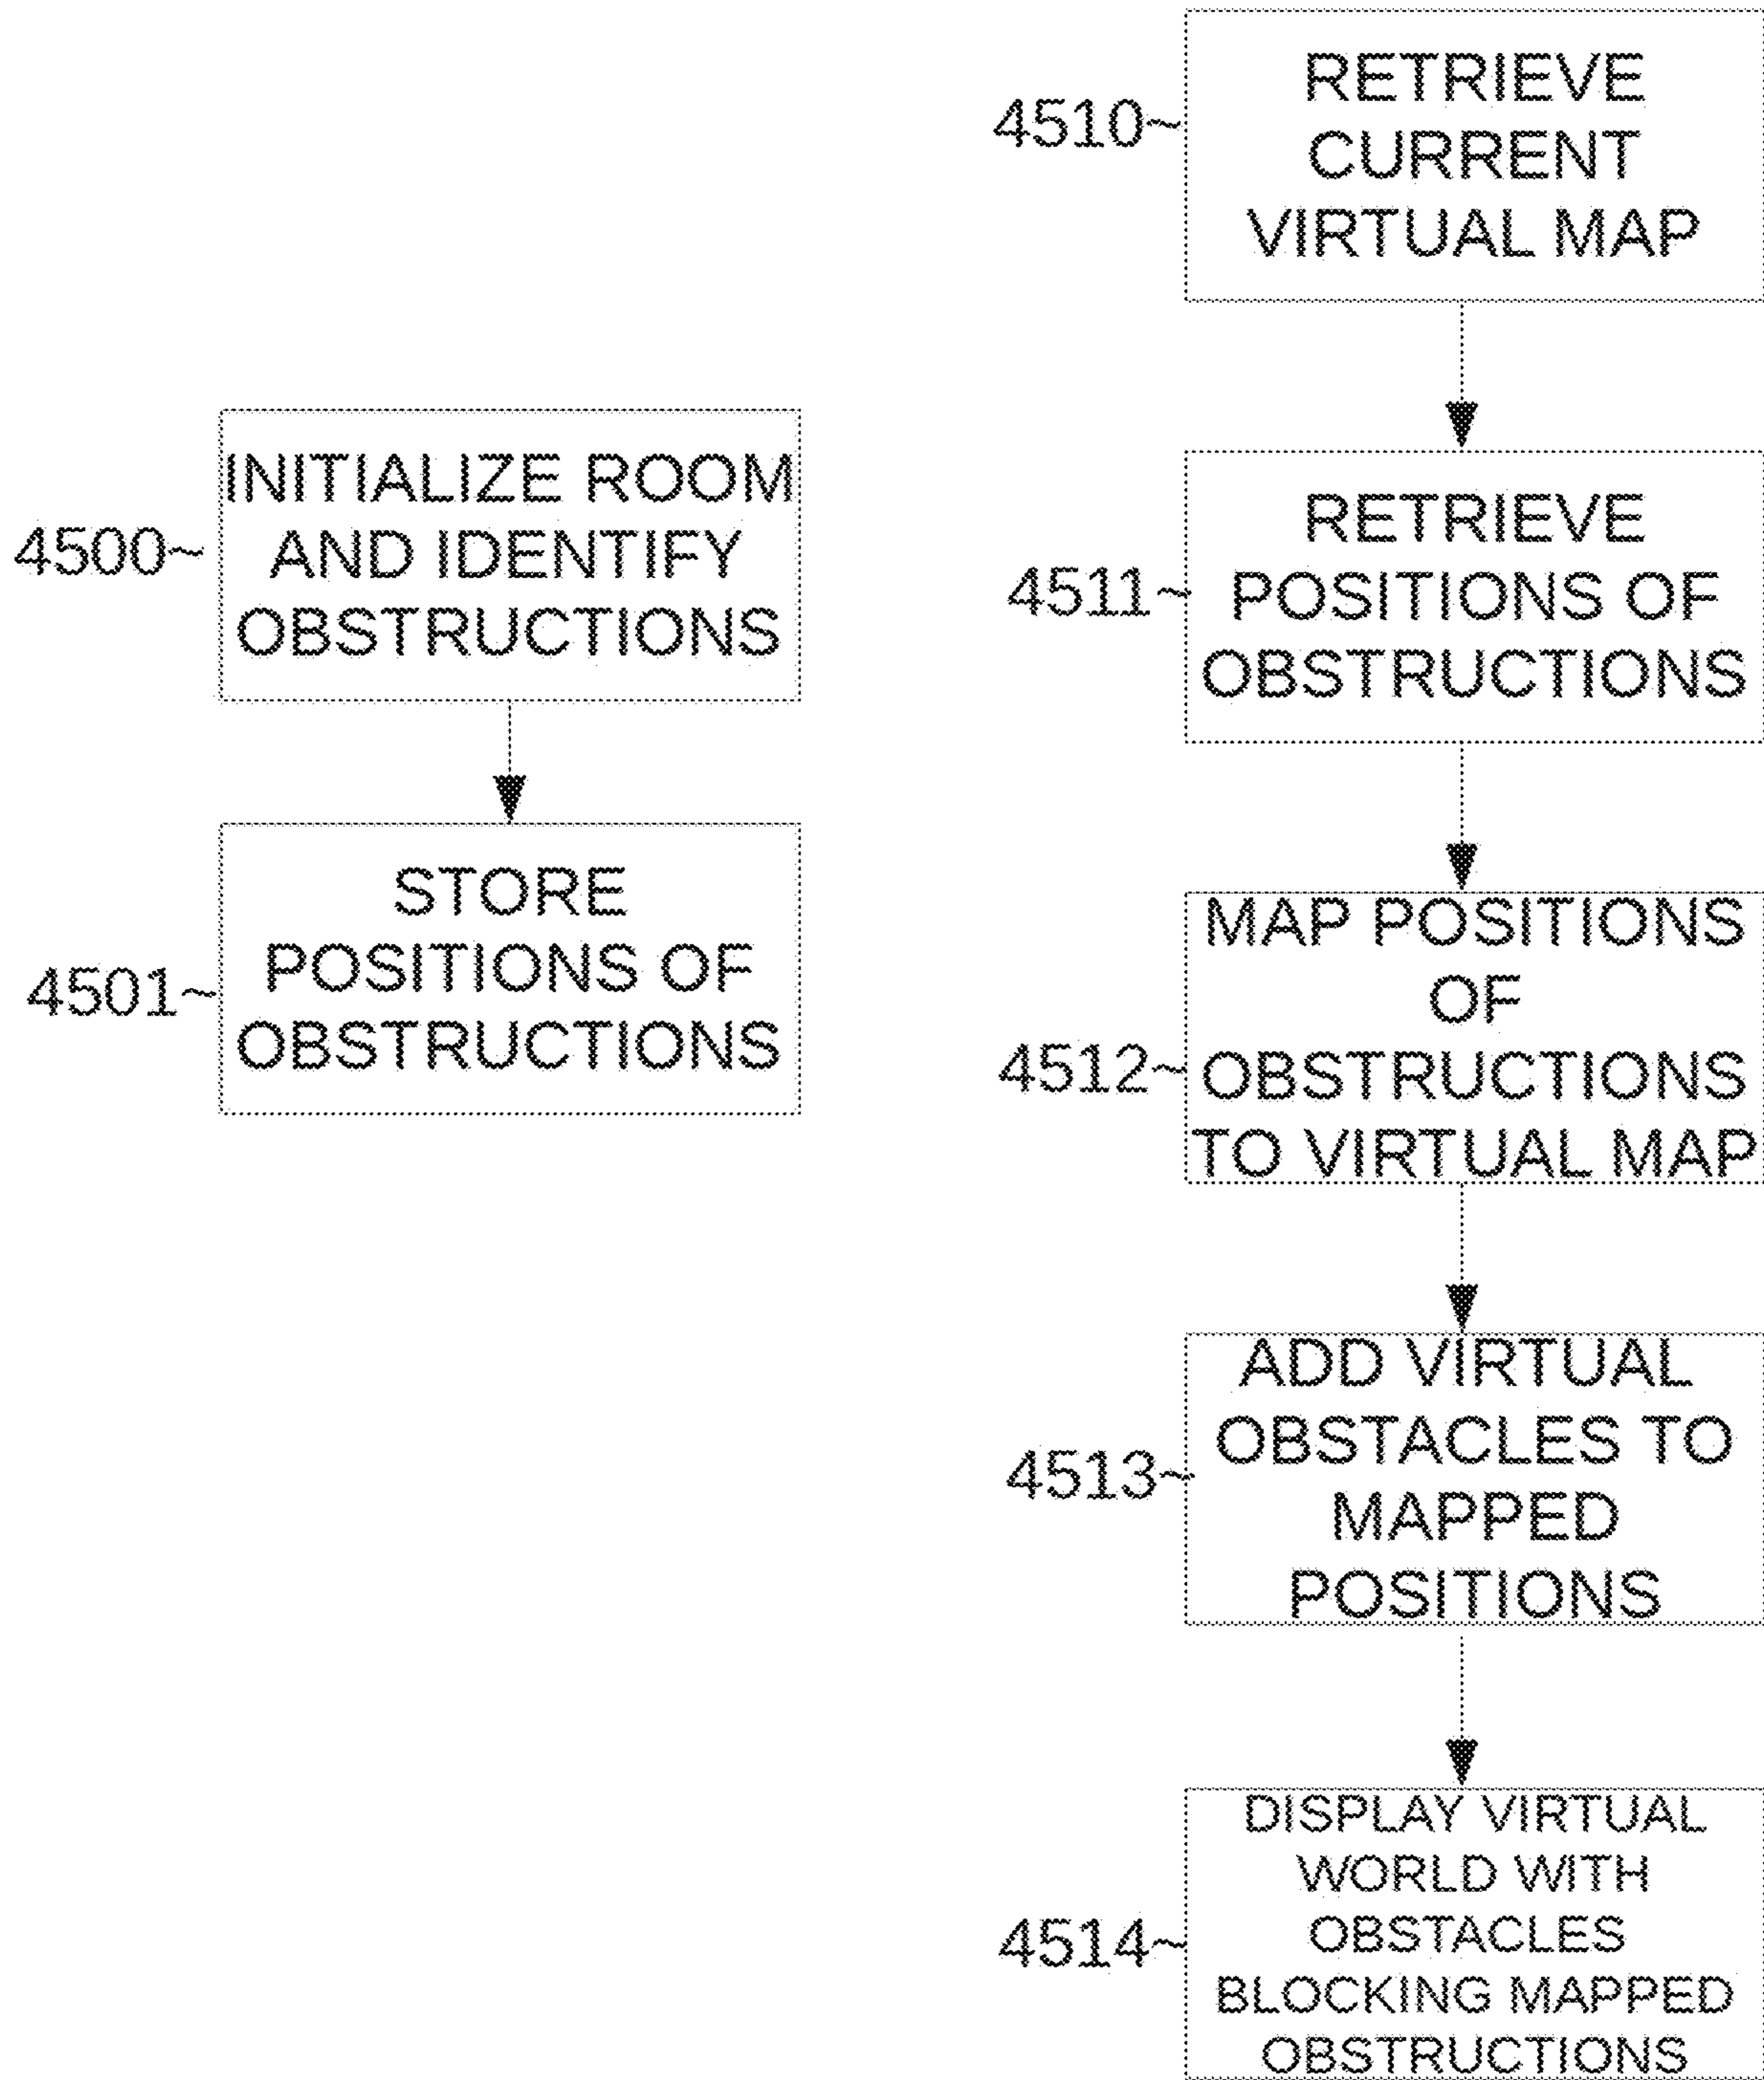 4500~
INITIALIZE ROOM
AND IDENTIFY
OBSTRUCTIONS
4501~
STORE
POSITIONS OF
OBSTRUCTIONS
4510~
RETRIEVE
CURRENT
VIRTUAL MAP
4511~
RETRIEVE
POSITIONS OF
OBSTRUCTIONS
4512~
MAP POSITIONS
OF
OBSTRUCTIONS
TO VIRTUAL MAP
4513~
ADD VIRTUAL
OBSTACLES TO
MAPPED
POSITIONS
4514~
DISPLAY VIRTUAL
WORLD WITH
OBSTACLES
BLOCKING MAPPED
OBSTRUCTIONS